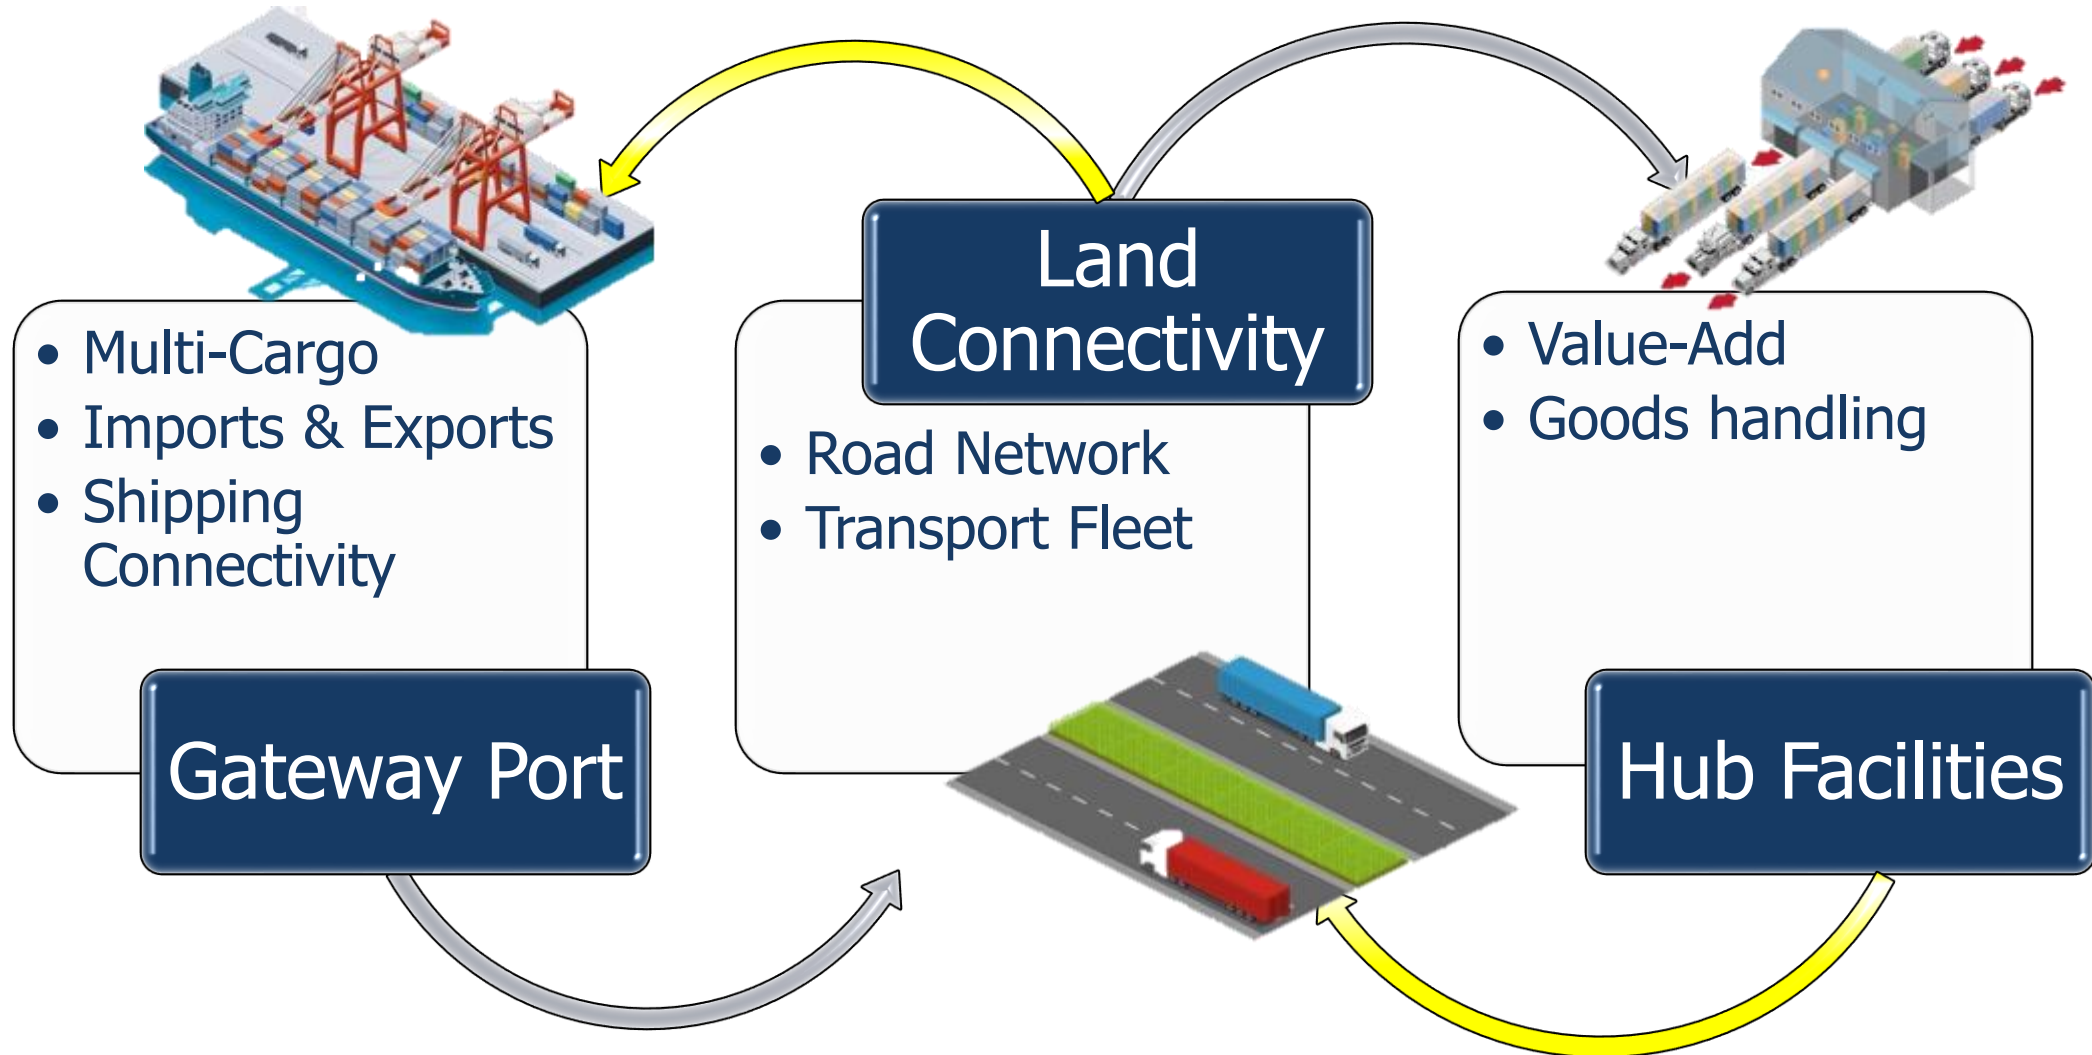 • Multi-Cargo
• Imports & Exports
• Shipping
Connectivity
Gateway Port
Land
Connectivity
• Road Network
• Transport Fleet
• Value-Add
• Goods handling
Hub Facilities